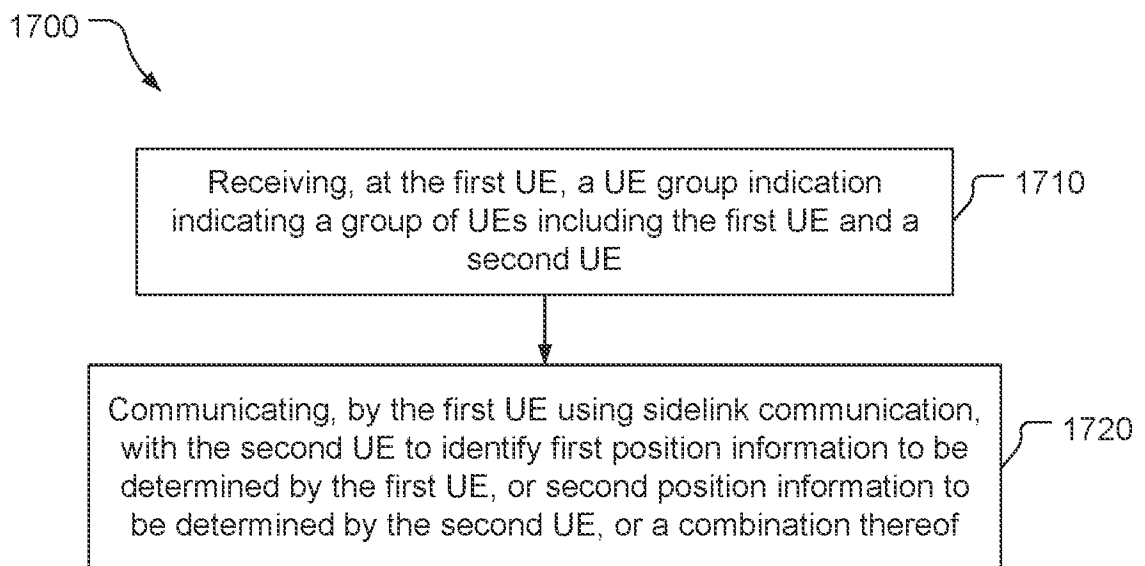 1700
Receiving, at the first UE, a UE group indication
indicating a group of UEs including the first UE and a
second UE
1710
Communicating, by the first UE using sidelink communication,
with the second UE to identify first position information to be
determined by the first UE, or second position information to
be determined by the second UE, or a combination thereof
1720